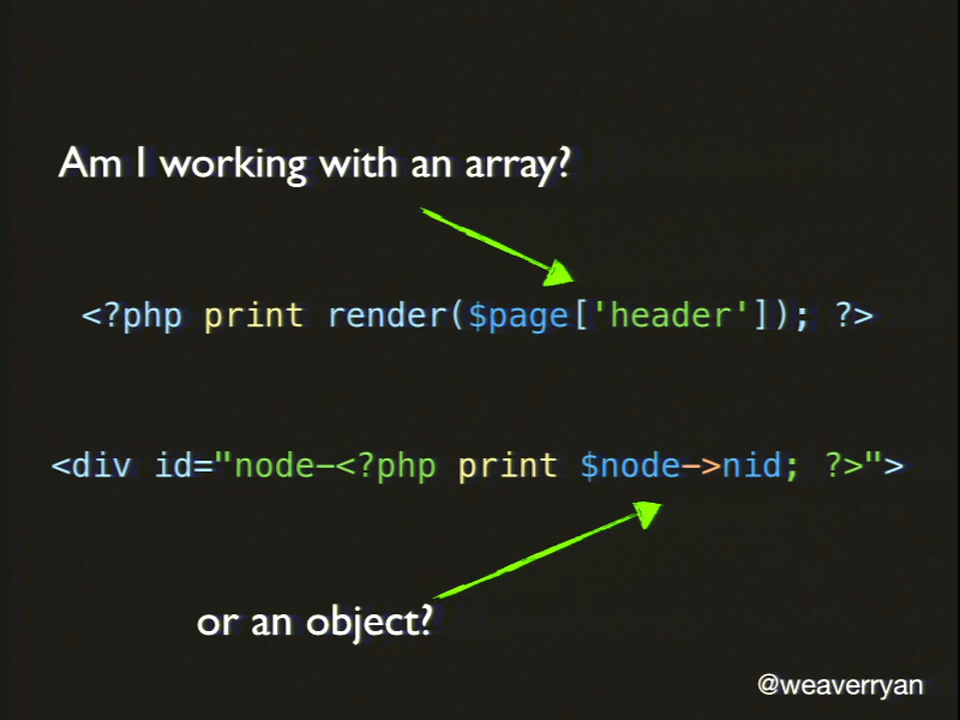 Am I working with an array?
<?php print render($page['header']); ?>
<div id="node-<?php print $node->nid; ?>">
or an object?
@weaverryan